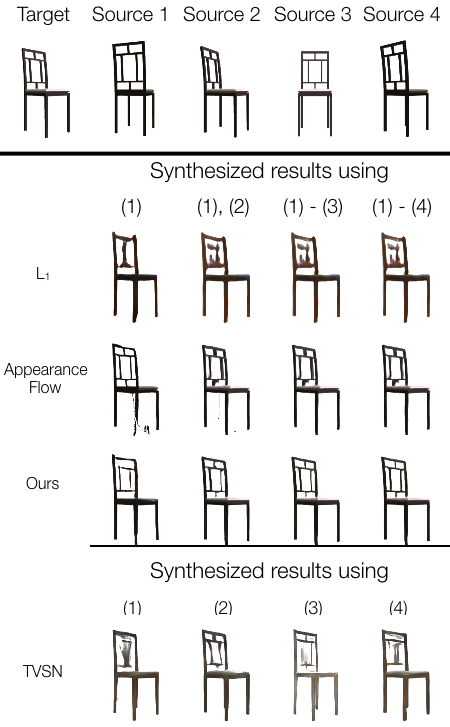 Target Source 1 Source 2 Source 3 Source 4
Synthesized results using
(1) (1), (2) (1) - (3) (1) - (4)
L₁
Appearance
Flow
Ours
Synthesized results using
(1) (2) (3) (4)
TVSN